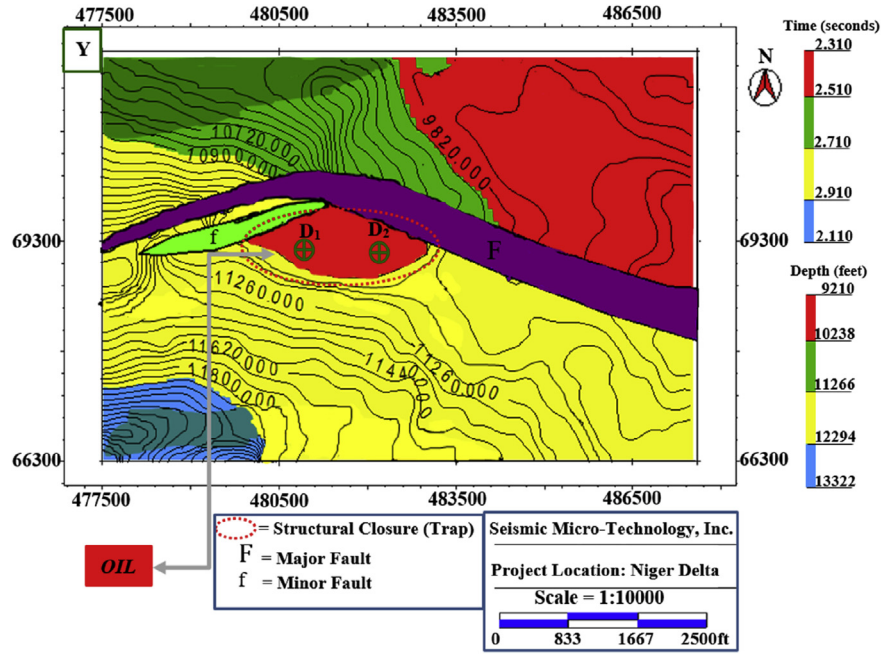 477500 480500 483500 486500
Y
69300
66300
69300
66300
477500 480500 483500 486500
10720.000
10900.000
9820.000
D1 D2
f
F
-11260.000
-11620.000
11800.000
11440.000
-11260.000
N
Time (seconds)
2.310
2.510
2.710
2.910
2.110
Depth (feet)
9210
10238
11266
12294
13322
OIL
= Structural Closure (Trap)
F = Major Fault
f = Minor Fault
Seismic Micro-Technology, Inc.
Project Location: Niger Delta
Scale = 1:10000
0 833 1667 2500ft